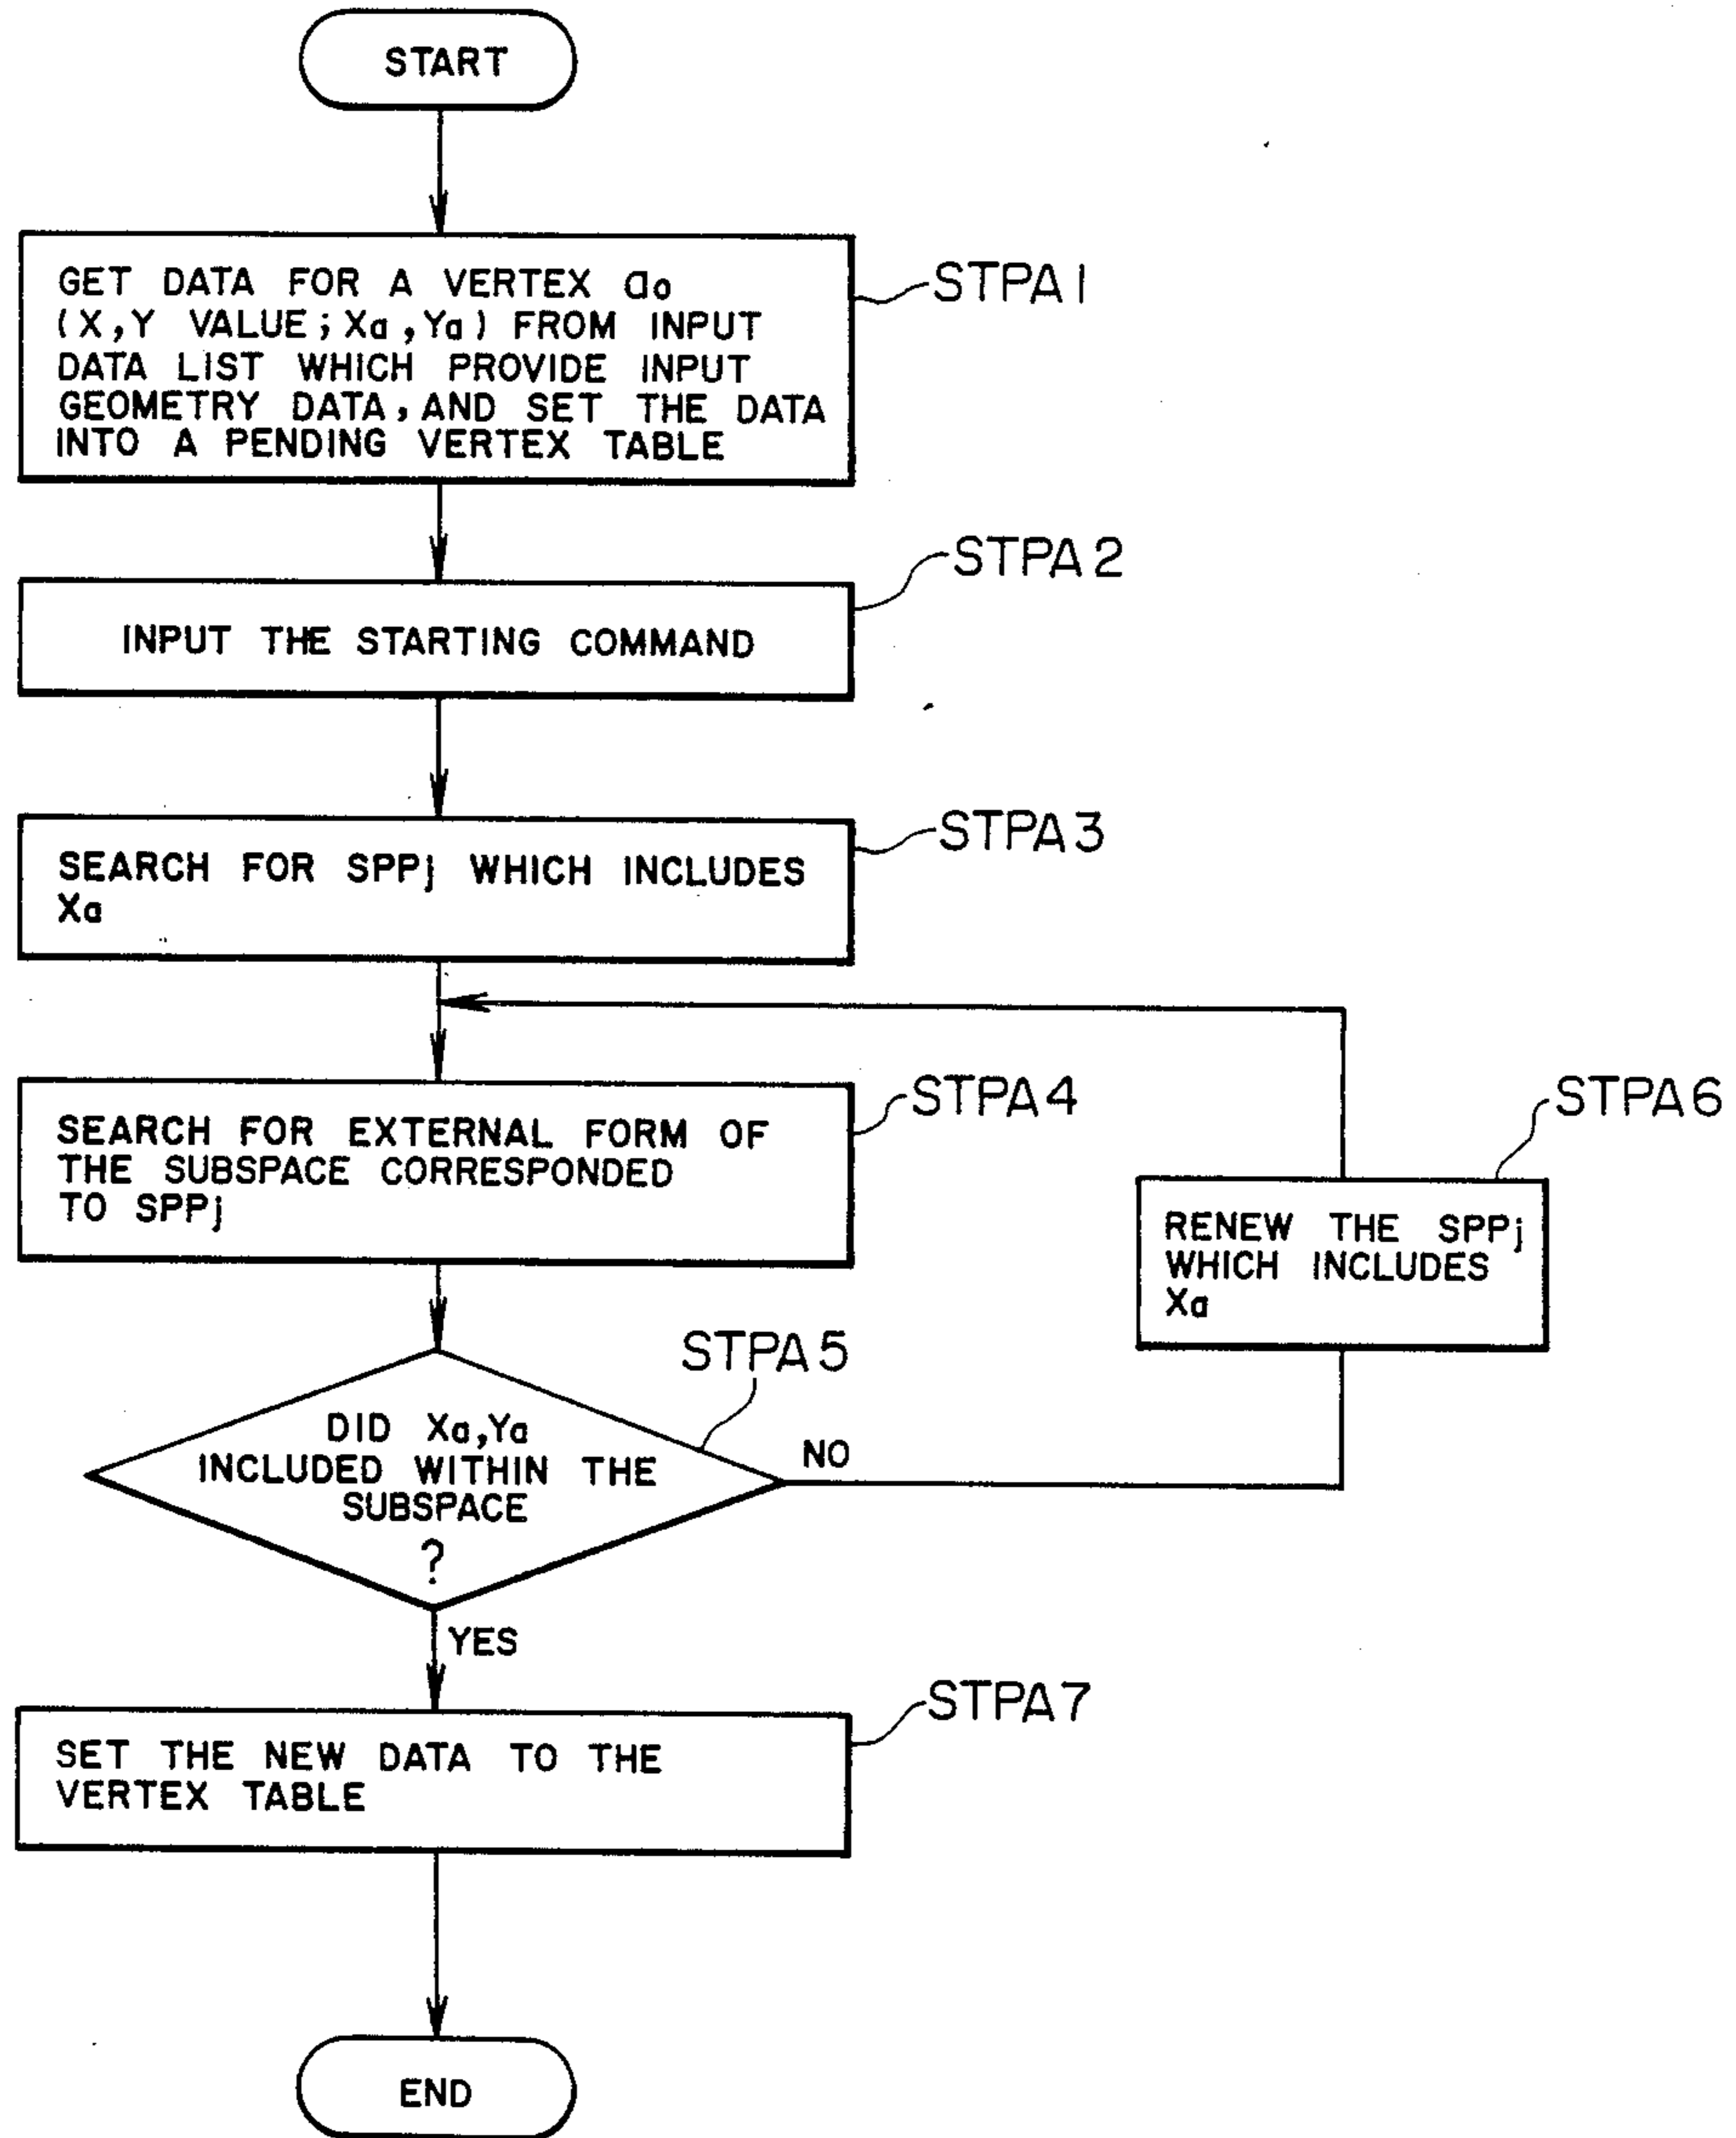 START
GET DATA FOR A VERTEX ao
(X,Y VALUE; Xa,Ya) FROM INPUT
DATA LIST WHICH PROVIDE INPUT
GEOMETRY DATA, AND SET THE DATA
INTO A PENDING VERTEX TABLE
STPA1
INPUT THE STARTING COMMAND
STPA2
SEARCH FOR SPPj WHICH INCLUDES
Xa
STPA3
SEARCH FOR EXTERNAL FORM OF
THE SUBSPACE CORRESPONDED
TO SPPj
STPA4
STPA6
RENEW THE SPPj
WHICH INCLUDES
Xa
STPA5
DID Xa,Ya
INCLUDED WITHIN THE
SUBSPACE
?
NO
YES
STPA7
SET THE NEW DATA TO THE
VERTEX TABLE
END